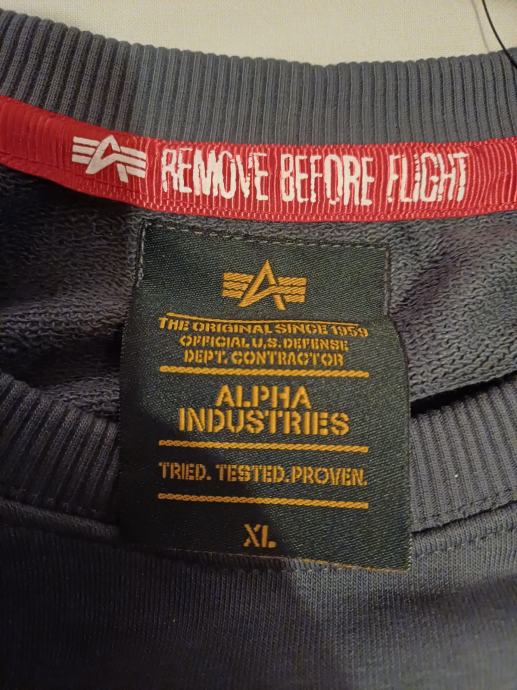 REMOVE BEFORE FLIGHT
THE ORIGINAL SINCE 1959
OFFICIAL U.S. DEFENSE
DEPT. CONTRACTOR
ALPHA
INDUSTRIES
TRIED. TESTED. PROVEN.
XL